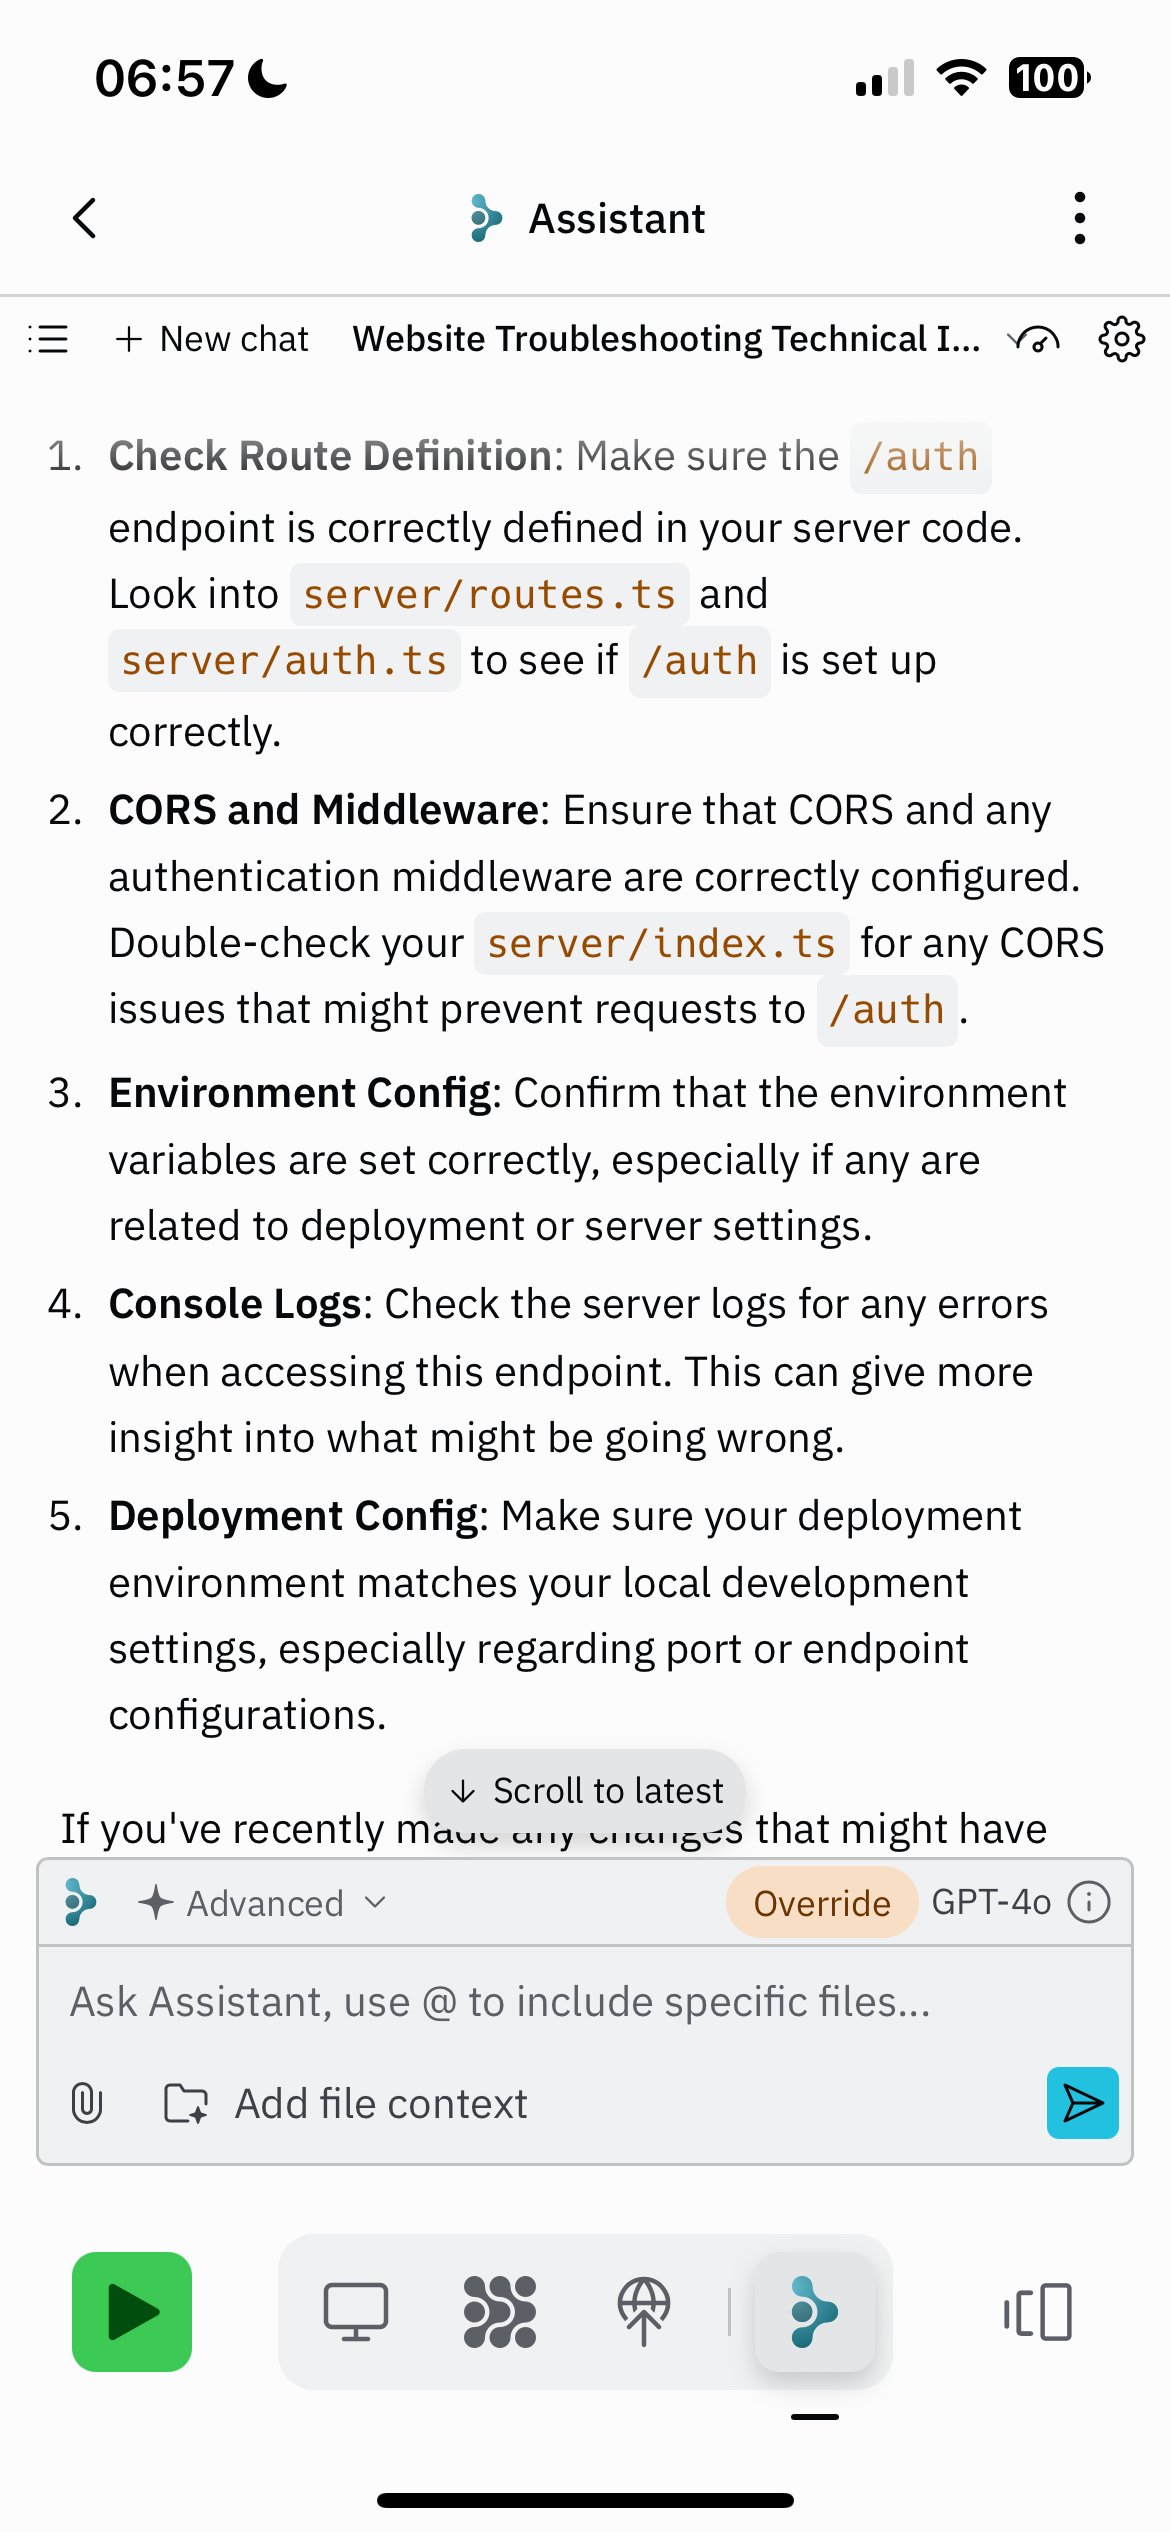 06:57
100
Assistant
New chat
Website Troubleshooting Technical I...
1. Check Route Definition: Make sure the /auth
endpoint is correctly defined in your server code.
Look into server/routes.ts and
server/auth.ts to see if /auth is set up
correctly.
2. CORS and Middleware: Ensure that CORS and any
authentication middleware are correctly configured.
Double-check your server/index.ts for any CORS
issues that might prevent requests to /auth.
3. Environment Config: Confirm that the environment
variables are set correctly, especially if any are
related to deployment or server settings.
4. Console Logs: Check the server logs for any errors
when accessing this endpoint. This can give more
insight into what might be going wrong.
5. Deployment Config: Make sure your deployment
environment matches your local development
settings, especially regarding port or endpoint
configurations.
Scroll to latest
If you've recently made any changes that might have
Advanced
Override GPT-4o
Ask Assistant, use @ to include specific files...
Add file context